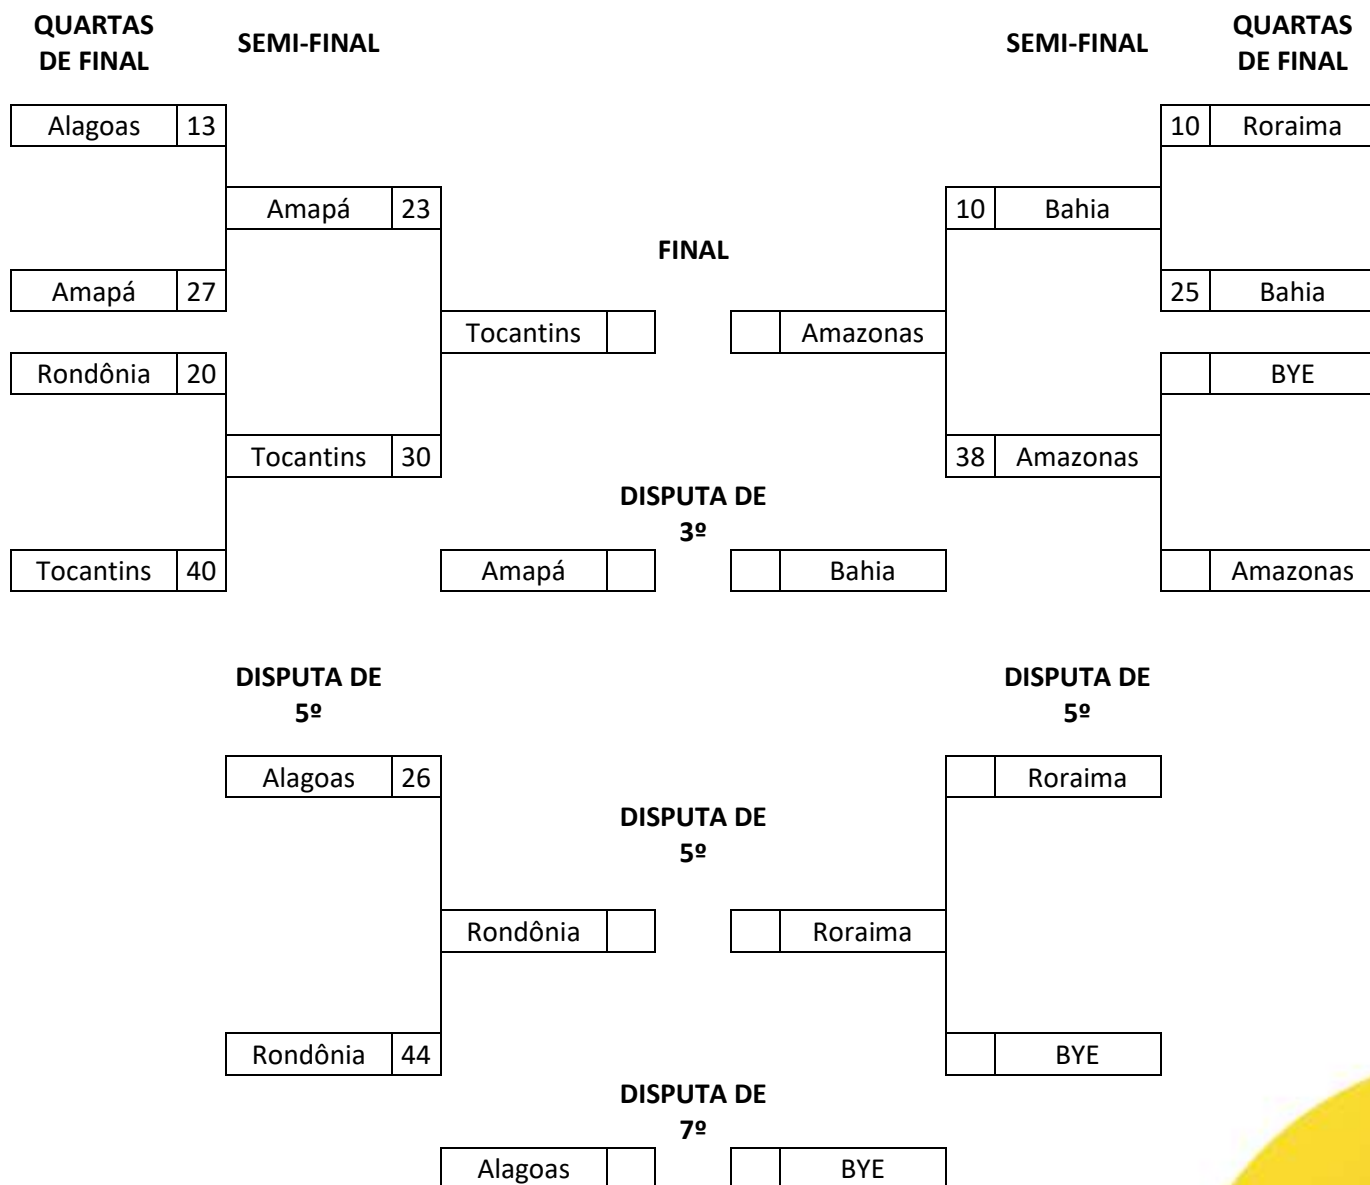 QUARTAS
DE FINAL
SEMI-FINAL
SEMI-FINAL
QUARTAS
DE FINAL
Alagoas 13
10 Roraima
Amapá 23
10 Bahia
FINAL
Amapá 27
25 Bahia
Tocantins
Amazonas
Rondônia 20
BYE
Tocantins 30
38 Amazonas
DISPUTA DE
3º
Tocantins 40
Amapá
Bahia
Amazonas
DISPUTA DE
5º
DISPUTA DE
5º
Alagoas 26
Roraima
DISPUTA DE
5º
Rondônia
Roraima
Rondônia 44
BYE
DISPUTA DE
7º
Alagoas
BYE